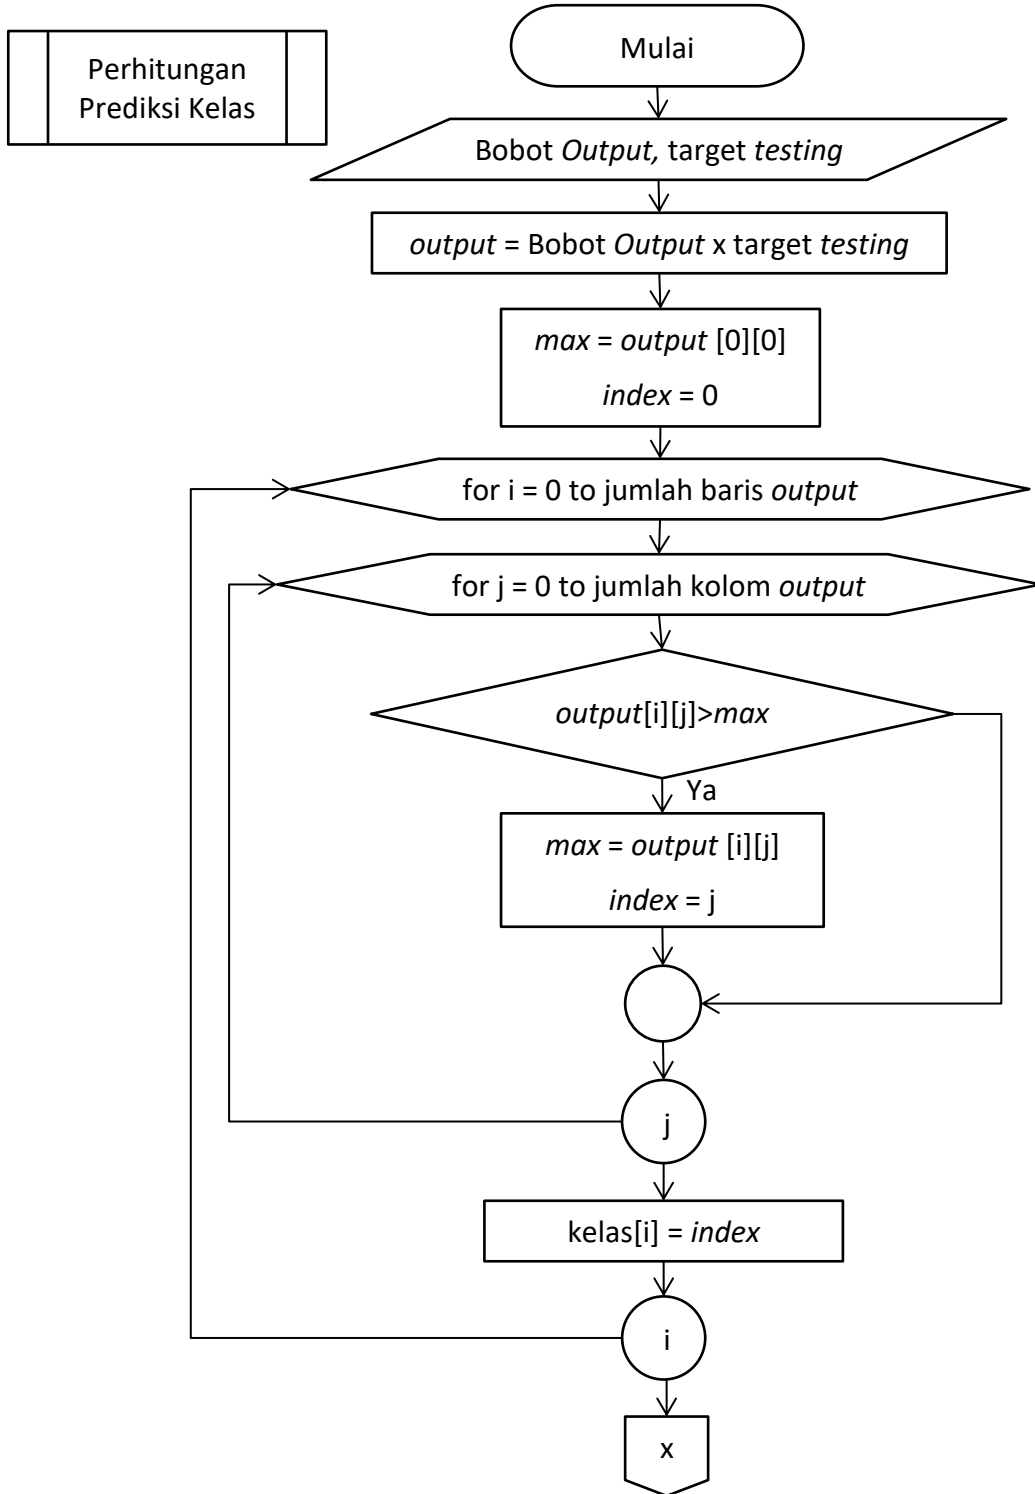 Perhitungan
Prediksi Kelas
Mulai
Bobot Output, target testing
output = Bobot Output x target testing
max = output [0][0]
index = 0
for i = 0 to jumlah baris output
for j = 0 to jumlah kolom output
output[i][j]>max
Ya
max = output [i][j]
index = j
j
kelas[i] = index
i
x